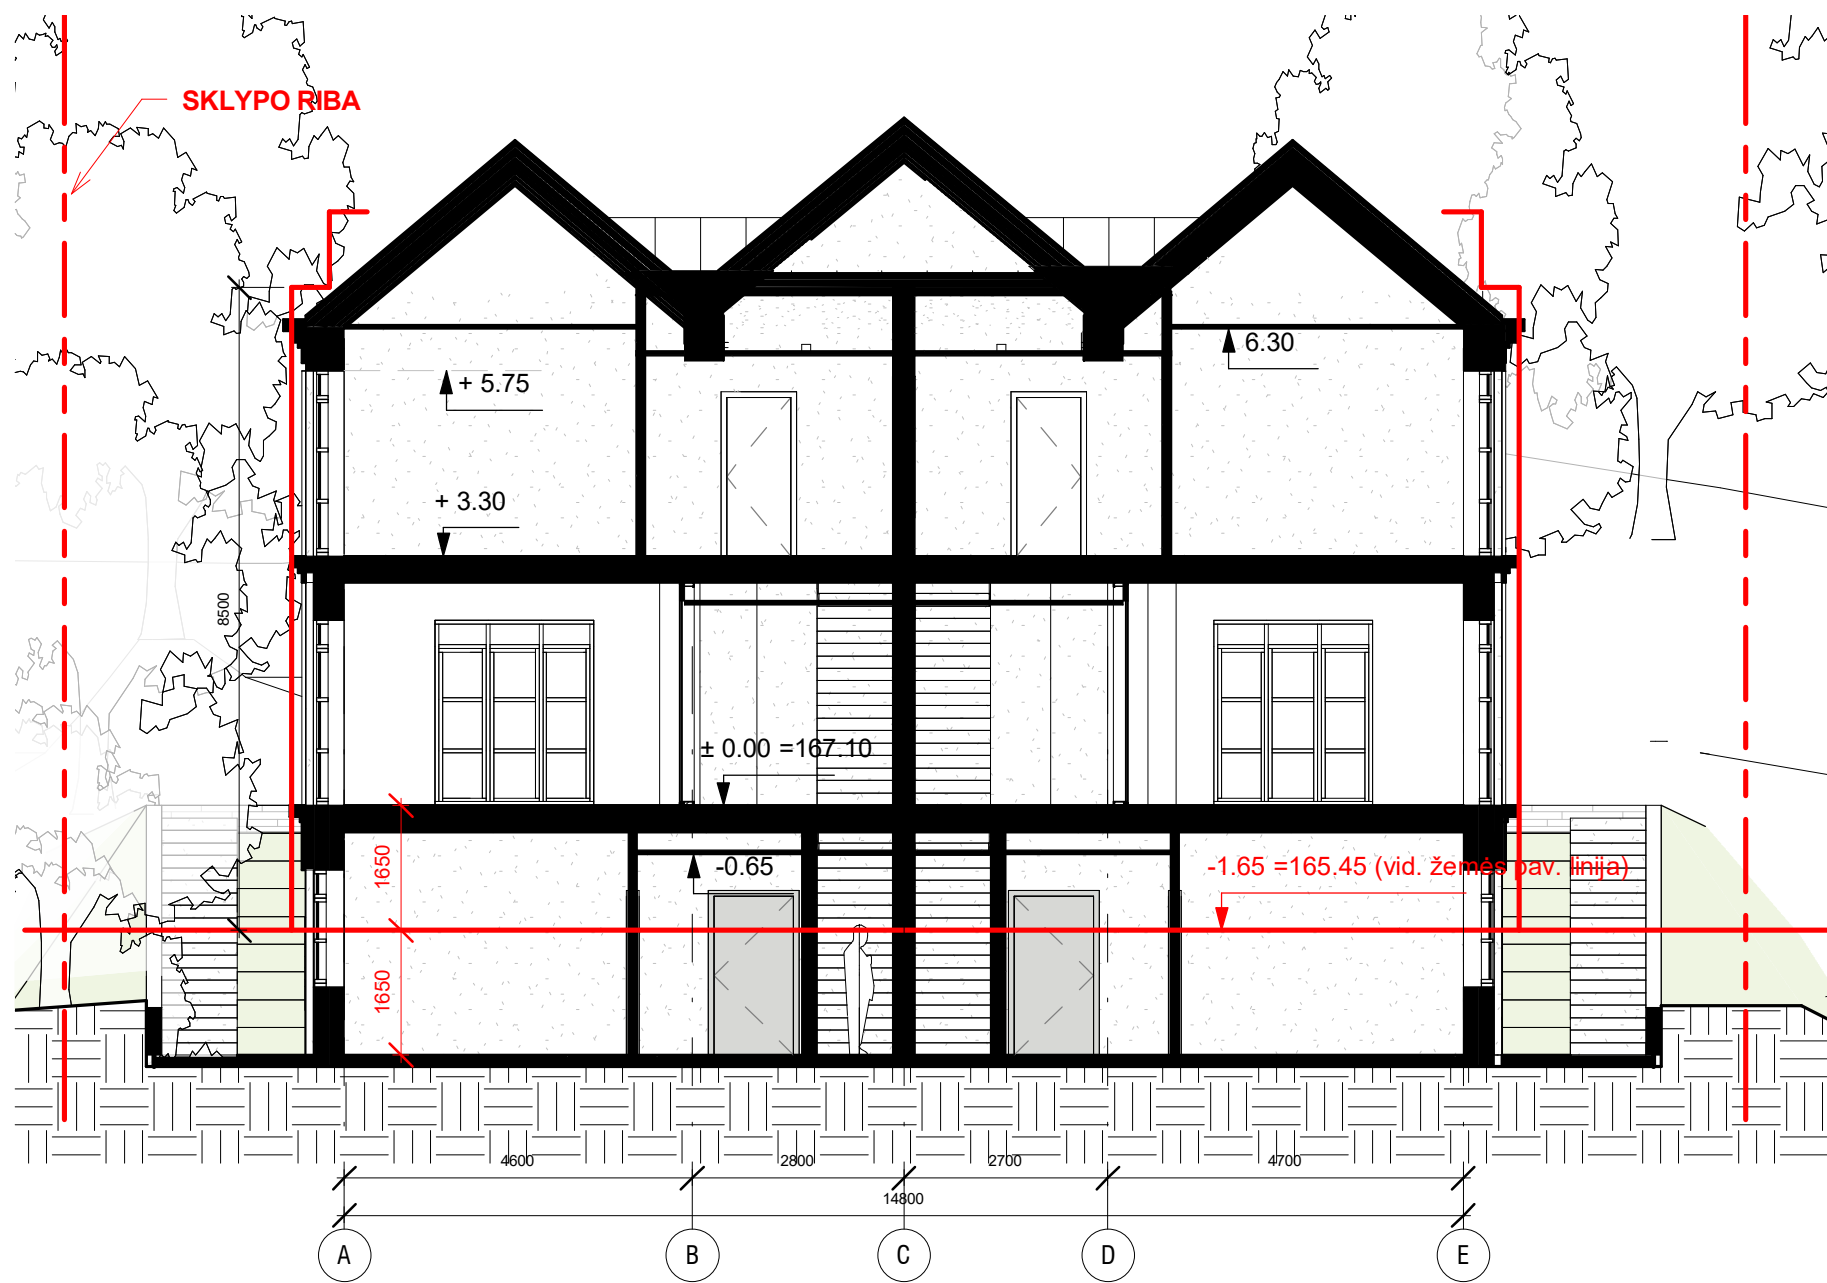 SKLYPO RIBA
6.30
+ 5.75
+ 3.30
8500
± 0.00 =167.10
1650
-0.65
-1.65 =165.45 (vid. žemės pav. linija)
1650
4600
2800
2700
4700
14800
A
B
C
D
E